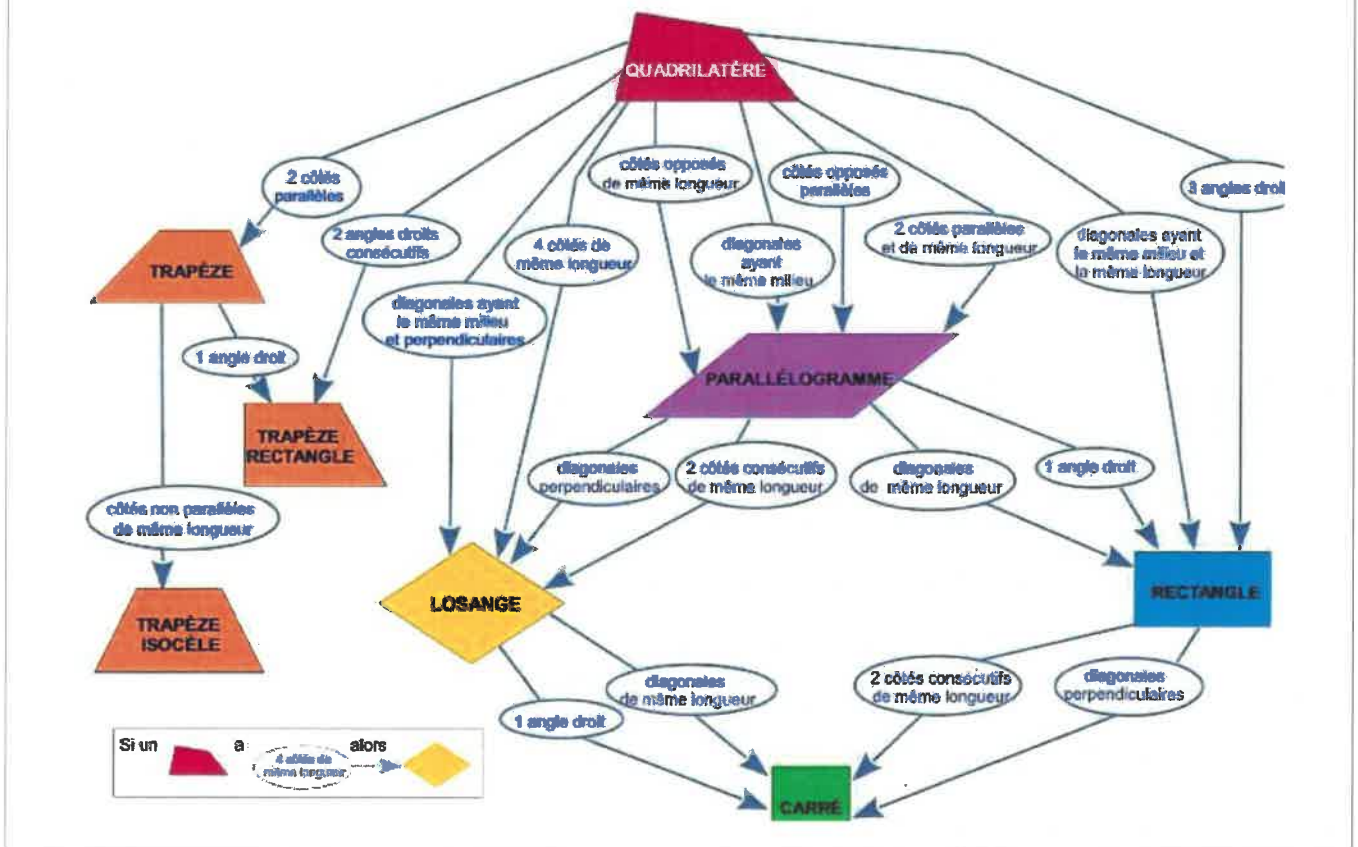 QUADRILATÈRE
2 côtés
parallèles
2 angles droits
consécutifs
diagonales ayant
le même milieu
et perpendiculaires
4 côtés de
même longueur
côtés opposés
de même longueur
diagonales
ayant
le même milieu
côtés opposés
parallèles
2 côtés parallèles
et de même longueur
diagonales ayant
le même milieu et
la même longueur
3 angles droi
TRAPÈZE
1 angle droit
TRAPÈZE
RECTANGLE
côtés non parallèles
de même longueur
TRAPÈZE
ISOCÈLE
PARALLÉLOGRAMME
diagonales
perpendiculaires
2 côtés consécutifs
de même longueur
diagonales
de même longueur
1 angle droit
LOSANGE
RECTANGLE
1 angle droit
diagonales
de même longueur
2 côtés consécutifs
de même longueur
diagonales
perpendiculaires
CARRÉ
Si un a 4 côtés de même longueur alors